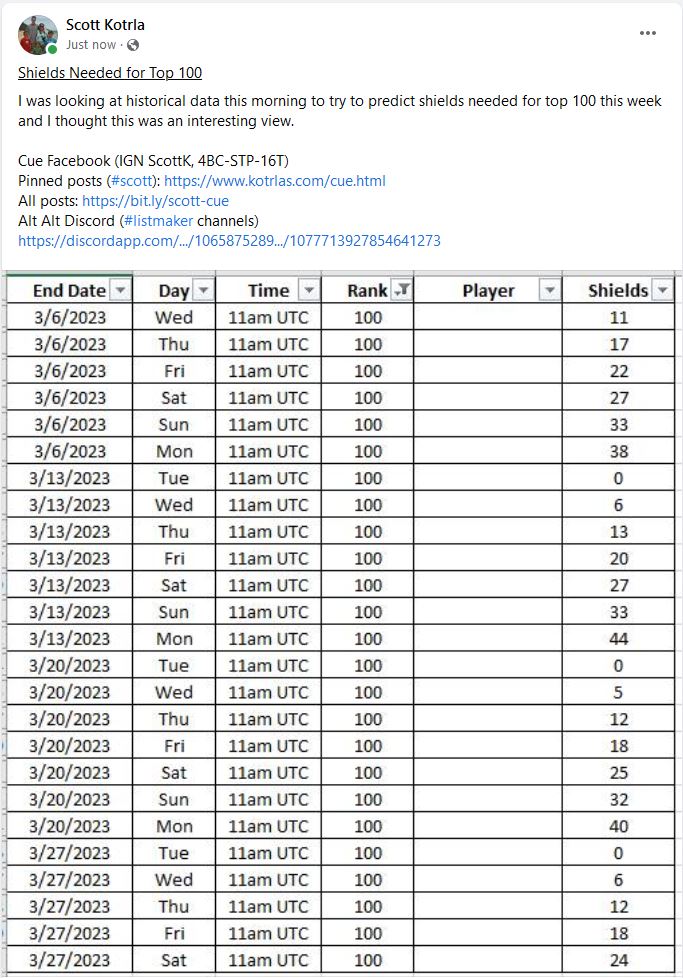 Scott Kotrla
Just now ·
Shields Needed for Top 100
I was looking at historical data this morning to try to predict shields needed for top 100 this week
and I thought this was an interesting view.
Cue Facebook (IGN ScottK, 4BC-STP-16T)
Pinned posts (#scott): https://www.kotrlas.com/cue.html
All posts: https://bit.ly/scott-cue
Alt Alt Discord (#listmaker channels)
https://discordapp.com/.../1065875289.../1077713927854641273
End Date Day Time Rank Player Shields
3/6/2023 Wed 11am UTC 100 11
3/6/2023 Thu 11am UTC 100 17
3/6/2023 Fri 11am UTC 100 22
3/6/2023 Sat 11am UTC 100 27
3/6/2023 Sun 11am UTC 100 33
3/6/2023 Mon 11am UTC 100 38
3/13/2023 Tue 11am UTC 100 0
3/13/2023 Wed 11am UTC 100 6
3/13/2023 Thu 11am UTC 100 13
3/13/2023 Fri 11am UTC 100 20
3/13/2023 Sat 11am UTC 100 27
3/13/2023 Sun 11am UTC 100 33
3/13/2023 Mon 11am UTC 100 44
3/20/2023 Tue 11am UTC 100 0
3/20/2023 Wed 11am UTC 100 5
3/20/2023 Thu 11am UTC 100 12
3/20/2023 Fri 11am UTC 100 18
3/20/2023 Sat 11am UTC 100 25
3/20/2023 Sun 11am UTC 100 32
3/20/2023 Mon 11am UTC 100 40
3/27/2023 Tue 11am UTC 100 0
3/27/2023 Wed 11am UTC 100 6
3/27/2023 Thu 11am UTC 100 12
3/27/2023 Fri 11am UTC 100 18
3/27/2023 Sat 11am UTC 100 24